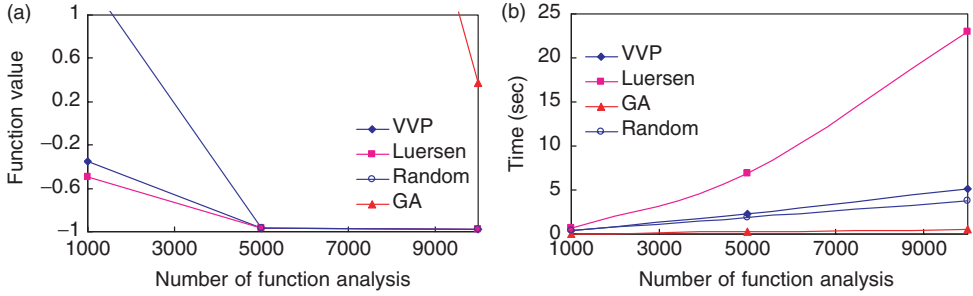 (a)
Function value
1
0.6
0.2
−0.2
−0.6
−1
1000 3000 5000 7000 9000
Number of function analysis
VVP
Luersen
Random
GA
(b)
Time (sec)
25
20
15
10
5
0
1000 3000 5000 7000 9000
Number of function analysis
VVP
Luersen
GA
Random